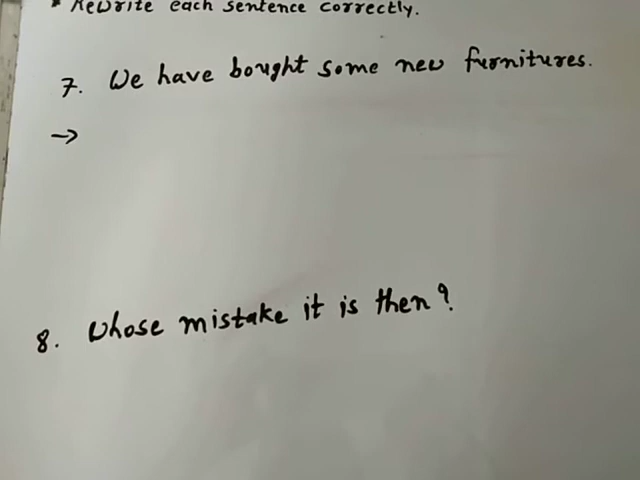 * Rewrite each sentence correctly.
7. We have bought some new furnitures.
→
8. Whose mistake it is then?